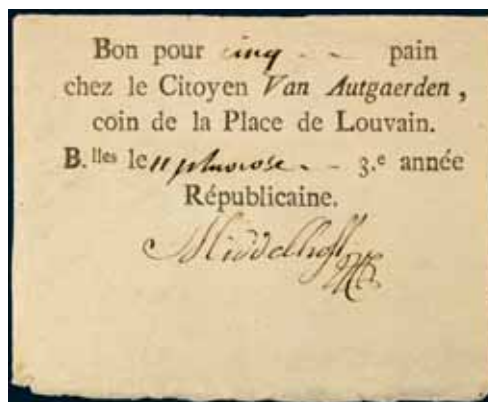 Bon pour cinq - - pain
chez le Citoyen Van Autgaerden,
coin de la Place de Louvain.
B.lles le 11 pluviose. - 3.e année
Républicaine.